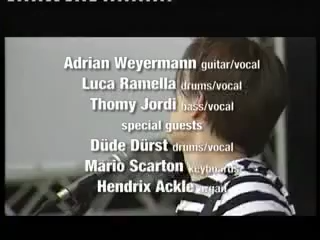 Adrian Weyermann guitar/vocal
Luca Ramella drums/vocal
Thomy Jordi bass/vocal
special guests
Düde Dürst drums/vocal
Mario Scarton keyboards
Hendrix Ackle organ